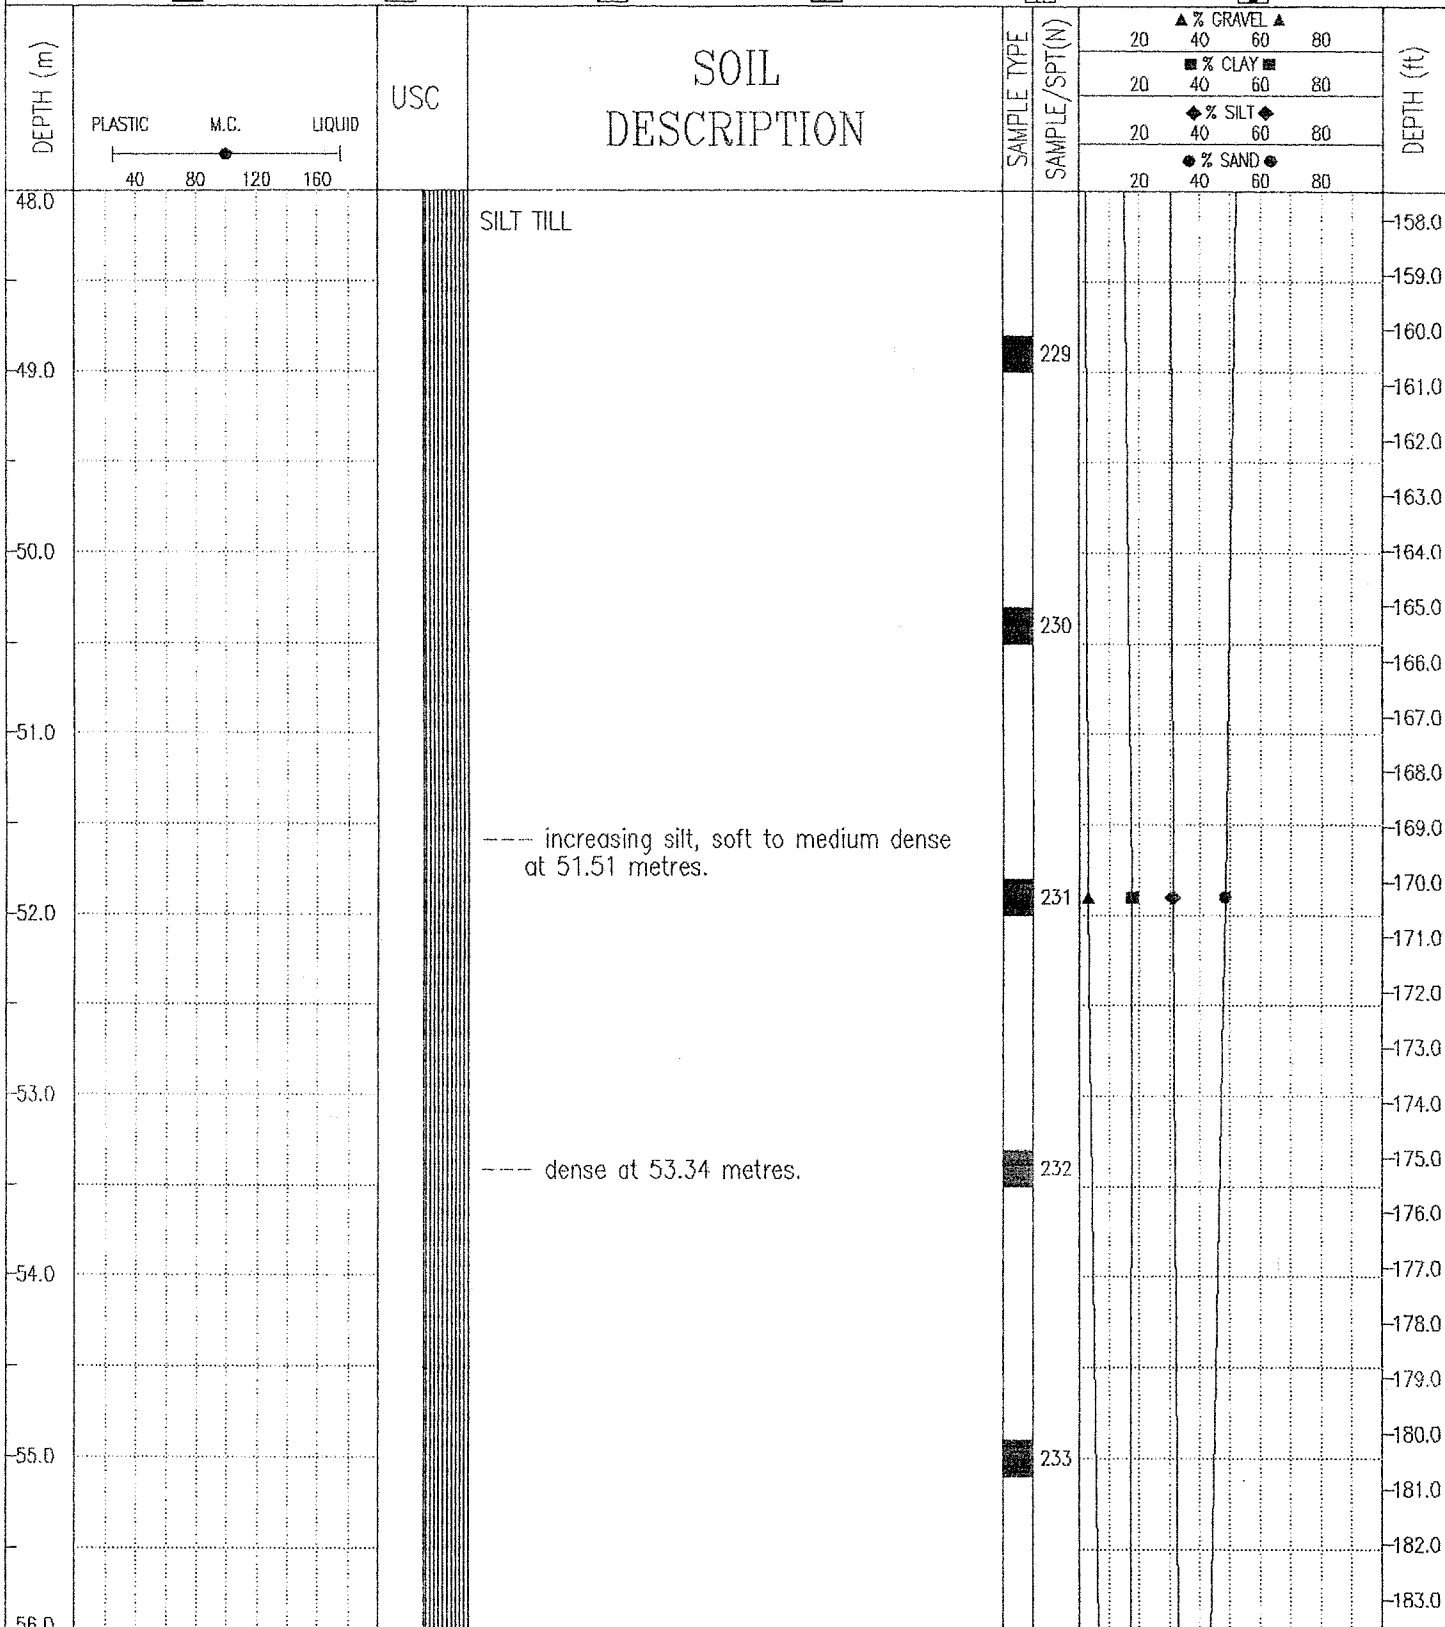 DEPTH (m)
PLASTIC M.C. LIQUID
40 80 120 160
USC
SOIL
DESCRIPTION
SAMPLE TYPE
SAMPLE/SPT(N)
▲ % GRAVEL ▲
20 40 60 80
■ % CLAY ■
20 40 60 80
◆ % SILT ◆
20 40 60 80
● % SAND ●
20 40 60 80
DEPTH (ft)
48.0
49.0
50.0
51.0
52.0
53.0
54.0
55.0
56.0
SILT TILL
--- increasing silt, soft to medium dense
at 51.51 metres.
--- dense at 53.34 metres.
229
230
231
232
233
158.0
159.0
160.0
161.0
162.0
163.0
164.0
165.0
166.0
167.0
168.0
169.0
170.0
171.0
172.0
173.0
174.0
175.0
176.0
177.0
178.0
179.0
180.0
181.0
182.0
183.0